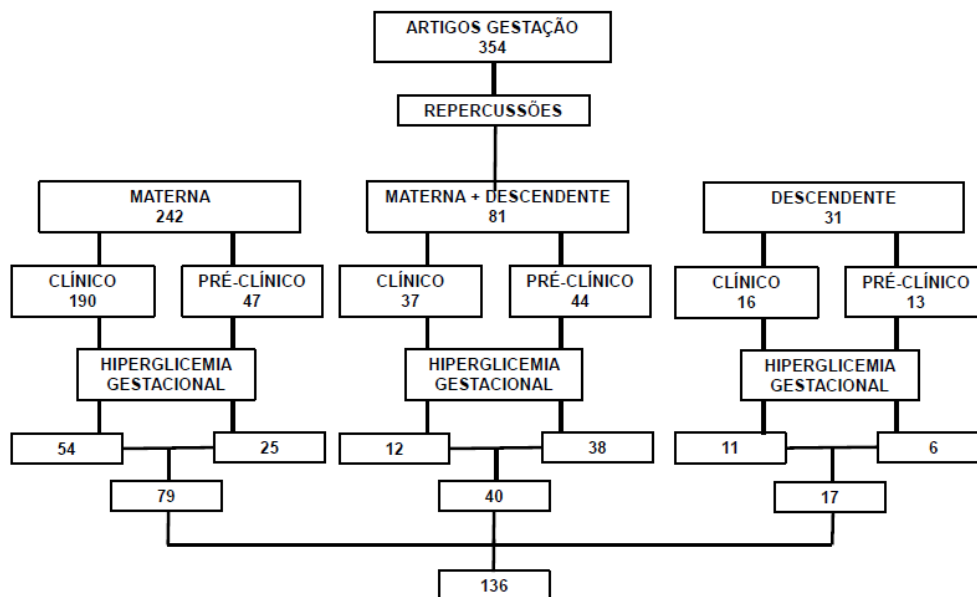 ARTIGOS GESTAÇÃO
354
REPERCUSSÕES
MATERNA
242
MATERNA + DESCENDENTE
81
DESCENDENTE
31
CLÍNICO
190
PRÉ-CLÍNICO
47
CLÍNICO
37
PRÉ-CLÍNICO
44
CLÍNICO
16
PRÉ-CLÍNICO
13
HIPERGLICEMIA
GESTACIONAL
HIPERGLICEMIA
GESTACIONAL
HIPERGLICEMIA
GESTACIONAL
54
25
12
38
11
6
79
40
17
136